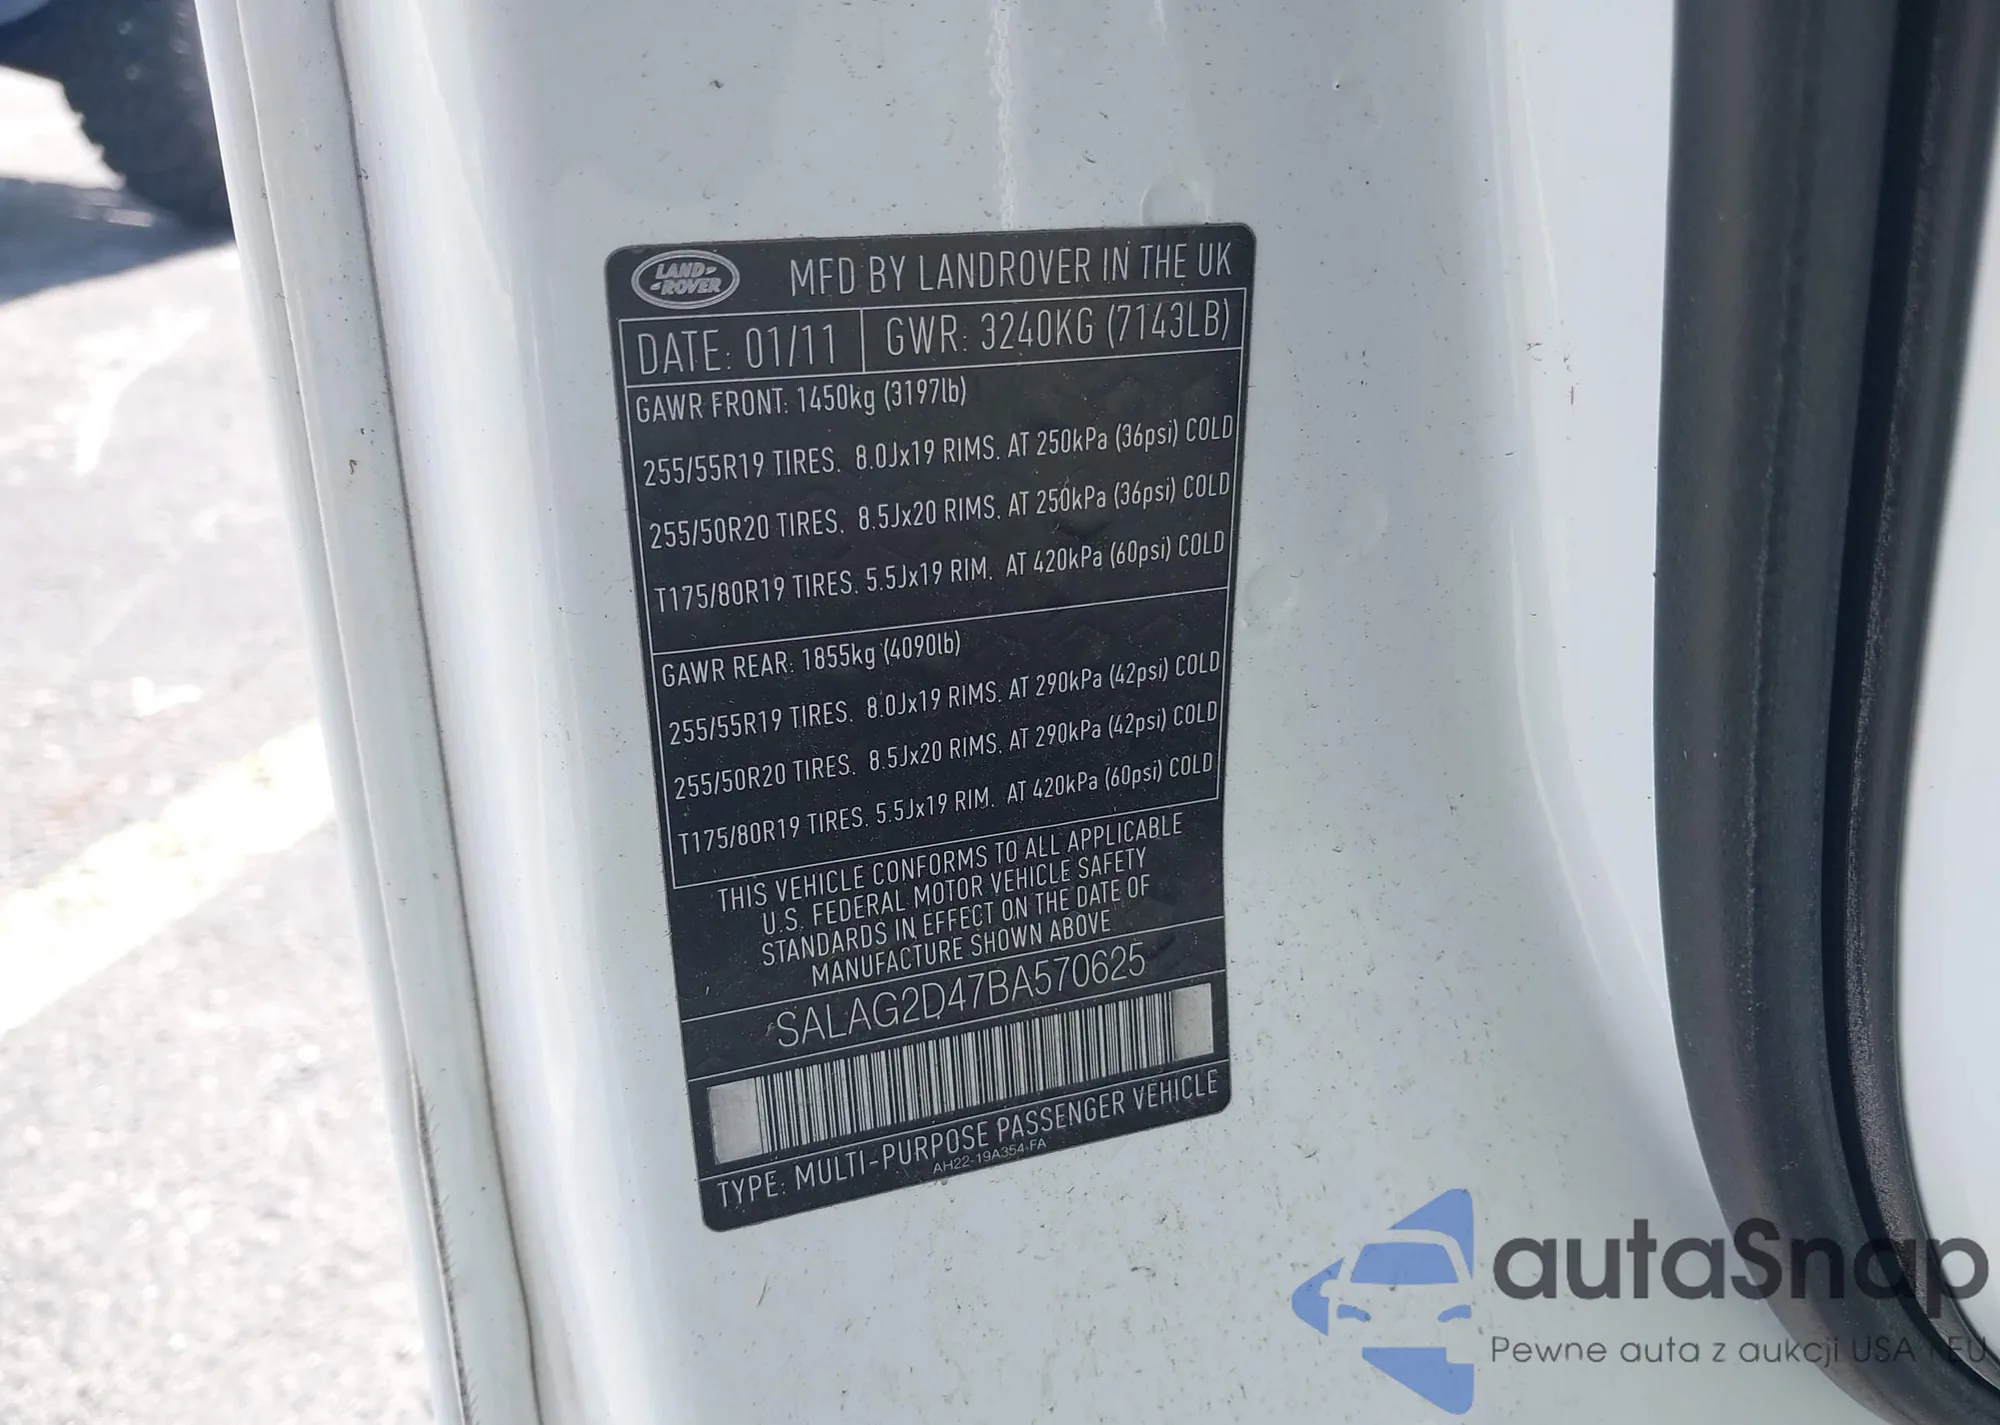 LAND-
-ROVER
MFD BY LANDROVER IN THE UK
DATE: 01/11 GWR: 3240KG (7143LB)
GAWR FRONT: 1450kg (3197lb)
255/55R19 TIRES. 8.0Jx19 RIMS. AT 250kPa (36psi) COLD
255/50R20 TIRES. 8.5Jx20 RIMS. AT 250kPa (36psi) COLD
T175/80R19 TIRES. 5.5Jx19 RIM. AT 420kPa (60psi) COLD
GAWR REAR: 1855kg (4090lb)
255/55R19 TIRES. 8.0Jx19 RIMS. AT 290kPa (42psi) COLD
255/50R20 TIRES. 8.5Jx20 RIMS. AT 290kPa (42psi) COLD
T175/80R19 TIRES. 5.5Jx19 RIM. AT 420kPa (60psi) COLD
THIS VEHICLE CONFORMS TO ALL APPLICABLE
U.S. FEDERAL MOTOR VEHICLE SAFETY
STANDARDS IN EFFECT ON THE DATE OF
MANUFACTURE SHOWN ABOVE
SALAG2D47BA570625
TYPE: MULTI-PURPOSE PASSENGER VEHICLE
AH22-19A354-FA
autaSnap
Pewne auta z aukcji USA i EU